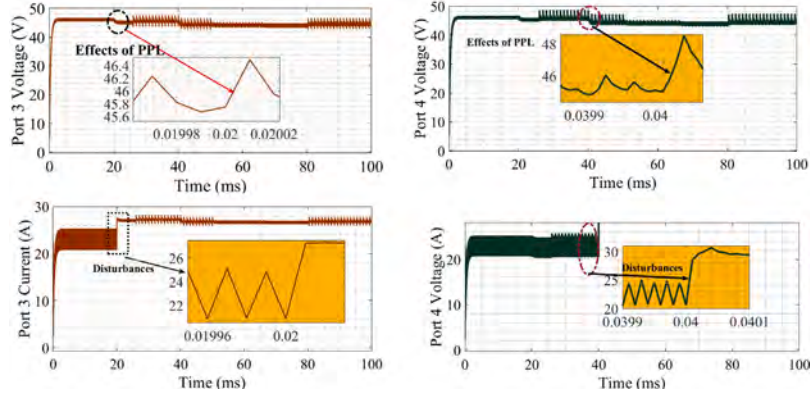 Port 3 Voltage (V)
50
40
30
20
10
0
Effects of PPL
46.4
46.2
46
45.8
45.6
0.01998 0.02 0.02002
0 20 40 60 80 100
Time (ms)
Port 4 Voltage (V)
50
40
30
20
10
0
Effects of PPL
48
46
0.0399 0.04
0 20 40 60 80 100
Time (ms)
Port 3 Current (A)
30
20
10
0
Disturbances
26
24
22
0.01996 0.02
0 20 40 60 80 100
Time (ms)
Port 4 Voltage (A)
20
10
0
Disturbances
30
25
20
0.0399 0.04 0.0401
0 20 40 60 80 100
Time (ms)